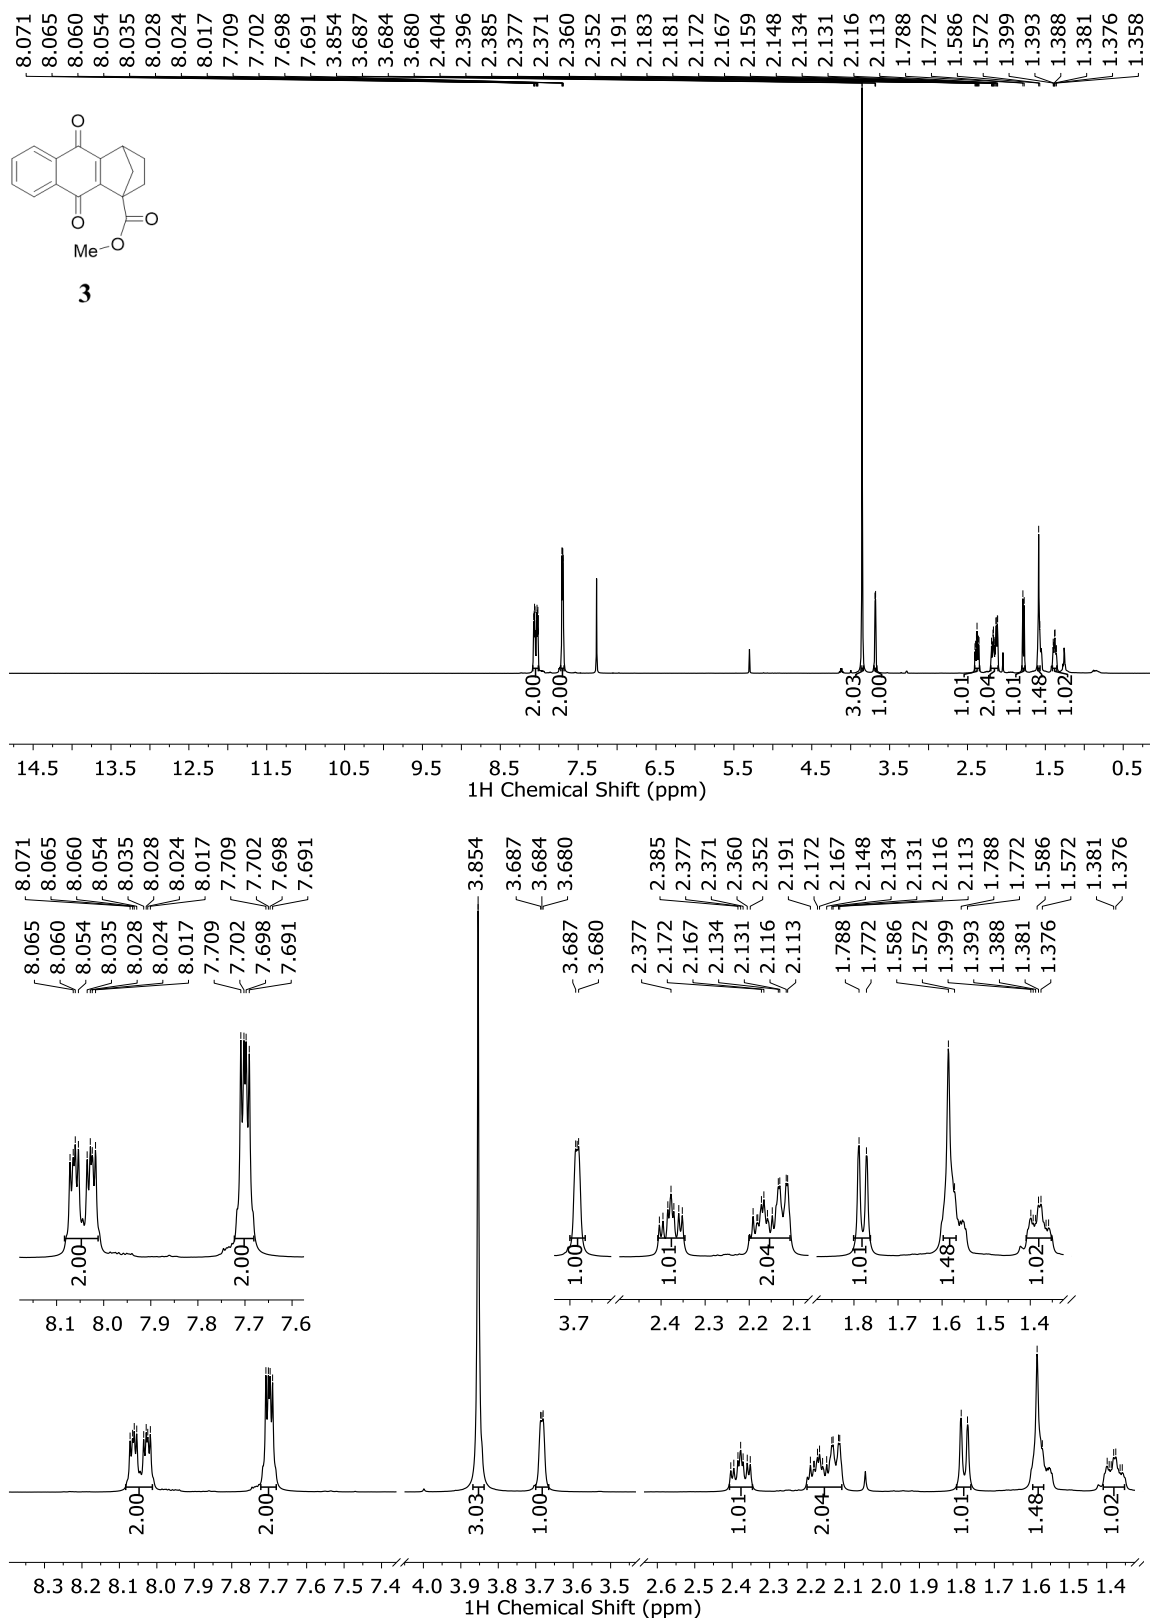 8.071 8.065 8.060 8.054 8.035 8.028 8.024 8.017 7.709 7.702 7.698 7.691 3.854 3.687 3.684 3.680 2.404 2.396 2.385 2.377 2.371 2.360 2.352 2.191 2.183 2.181 2.172 2.167 2.159 2.148 2.134 2.131 2.116 2.113 1.788 1.772 1.586 1.572 1.399 1.393 1.388 1.381 1.376 1.358
O
O
O
O
Me
3
2.00 2.00 3.03 1.00 1.01 2.04 1.01 1.48 1.02
14.5 13.5 12.5 11.5 10.5 9.5 8.5 7.5 6.5 5.5 4.5 3.5 2.5 1.5 0.5
1H Chemical Shift (ppm)
8.071 8.065 8.060 8.054 8.035 8.028 8.024 8.017 7.709 7.702 7.698 7.691 3.854 3.687 3.684 3.680 2.385 2.377 2.371 2.360 2.352 2.191 2.172 2.167 2.148 2.134 2.131 2.116 2.113 1.788 1.772 1.586 1.572 1.381 1.376
8.065 8.060 8.054 8.035 8.028 8.024 8.017 7.709 7.702 7.698 7.691 3.687 3.680 2.377 2.172 2.167 2.134 2.131 2.116 2.113 1.788 1.772 1.586 1.572 1.399 1.393 1.388 1.381 1.376
2.00 2.00 1.00 1.01 2.04 1.01 1.48 1.02
8.1 8.0 7.9 7.8 7.7 7.6 3.7 2.4 2.3 2.2 2.1 1.8 1.7 1.6 1.5 1.4
2.00 2.00 3.03 1.00 1.01 2.04 1.01 1.48 1.02
8.3 8.2 8.1 8.0 7.9 7.8 7.7 7.6 7.5 7.4 4.0 3.9 3.8 3.7 3.6 3.5 2.6 2.5 2.4 2.3 2.2 2.1 2.0 1.9 1.8 1.7 1.6 1.5 1.4
1H Chemical Shift (ppm)